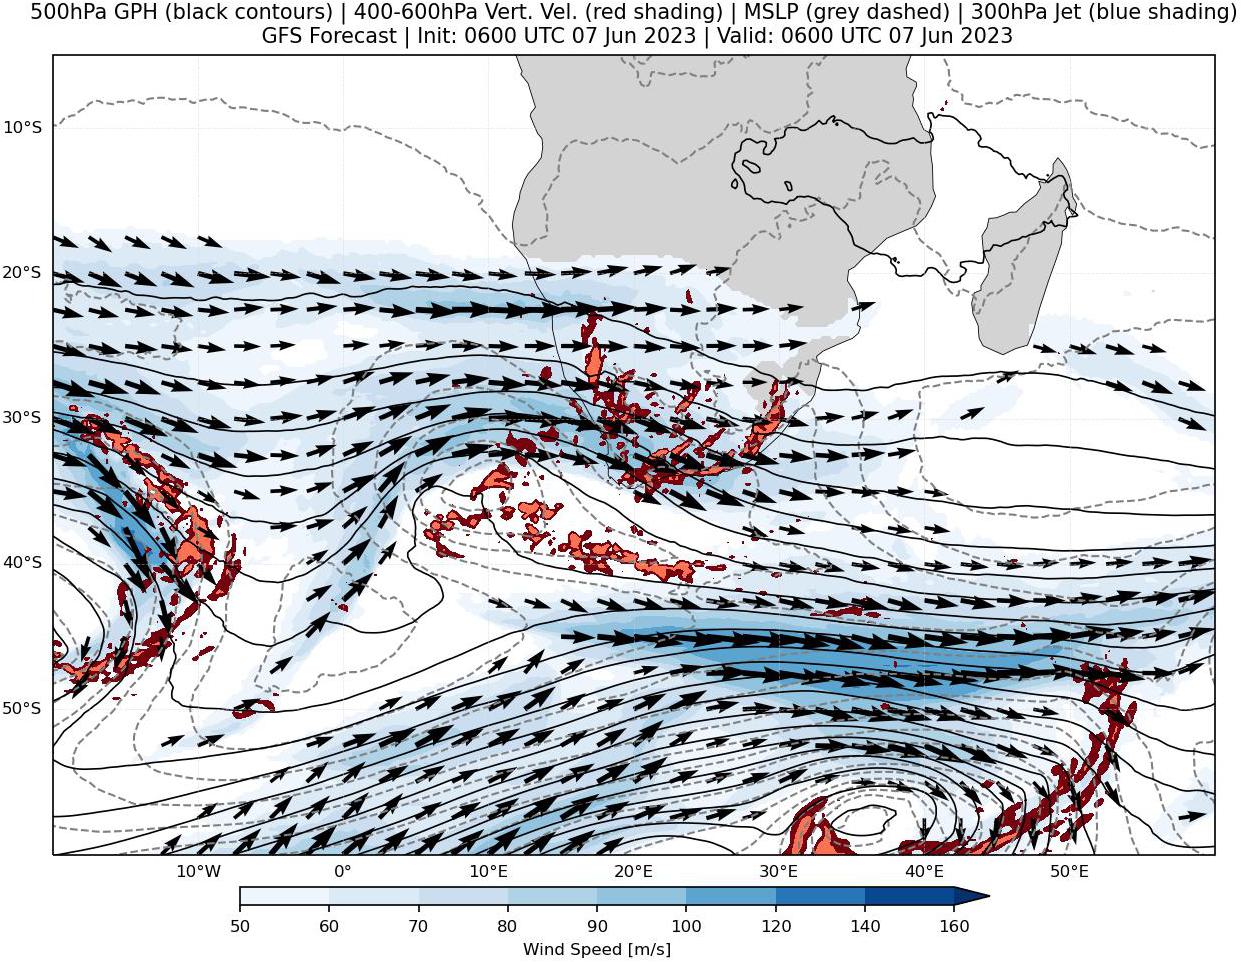 500hPa GPH (black contours) | 400-600hPa Vert. Vel. (red shading) | MSLP (grey dashed) | 300hPa Jet (blue shading)
GFS Forecast | Init: 0600 UTC 07 Jun 2023 | Valid: 0600 UTC 07 Jun 2023
10°S
20°S
30°S
40°S
50°S
10°W 0° 10°E 20°E 30°E 40°E 50°E
50 60 70 80 90 100 120 140 160
Wind Speed [m/s]